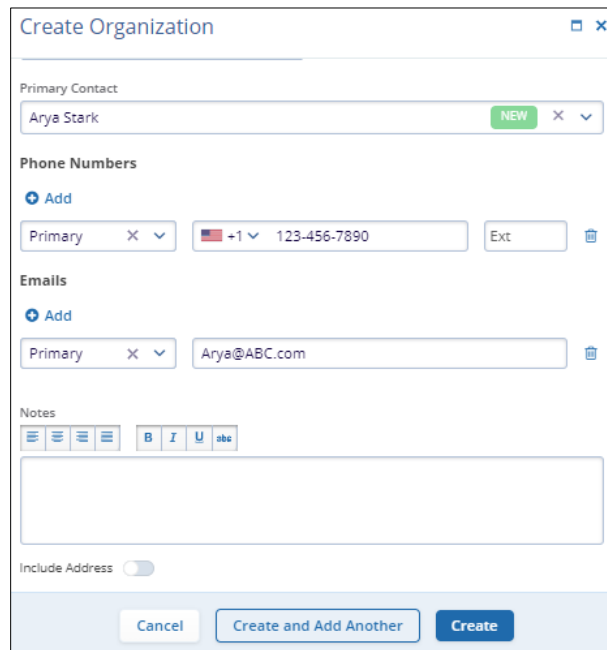 Create Organization
Primary Contact
Arya Stark NEW
Phone Numbers
Add
Primary +1 123-456-7890 Ext
Emails
Add
Primary Arya@ABC.com
Notes
B I U abc
Include Address
Cancel Create and Add Another Create